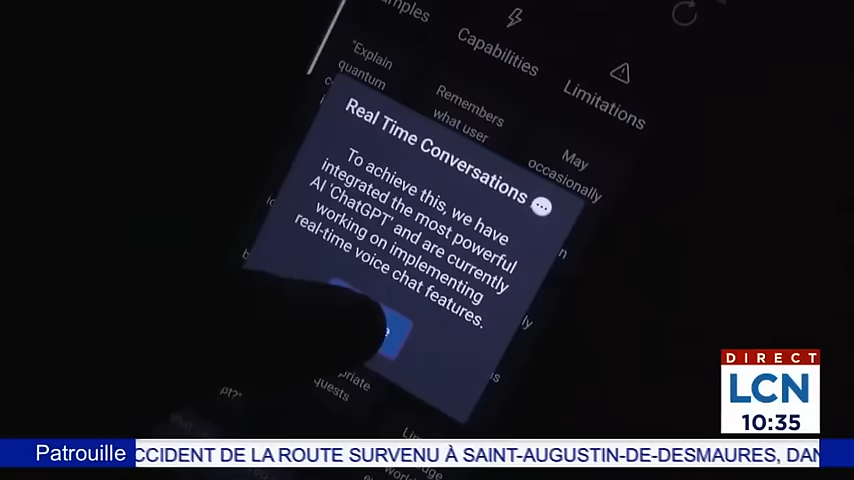 Capabilities
Limitations
"Explain
quantum
Remembers
what user
May
occasionally
Real Time Conversations
To achieve this, we have
integrated the most powerful
AI 'ChatGPT' and are currently
working on implementing
real-time voice chat features.
DIRECT
LCN
10:35
Patrouille
CCIDENT DE LA ROUTE SURVENU À SAINT-AUGUSTIN-DE-DESMAURES, DAN